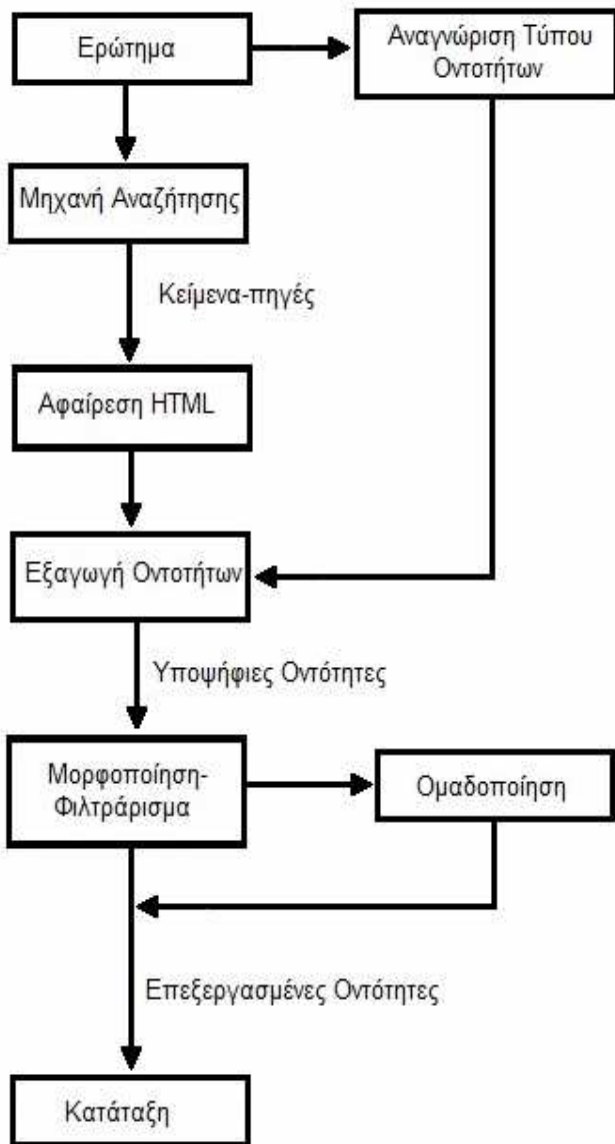 Ερώτημα
Αναγνώριση Τύπου
Οντοτήτων
Μηχανή Αναζήτησης
Κείμενα-πηγές
Αφαίρεση HTML
Εξαγωγή Οντοτήτων
Υποψήφιες Οντότητες
Μορφοποίηση-
Φιλτράρισμα
Ομαδοποίηση
Επεξεργασμένες Οντότητες
Κατάταξη